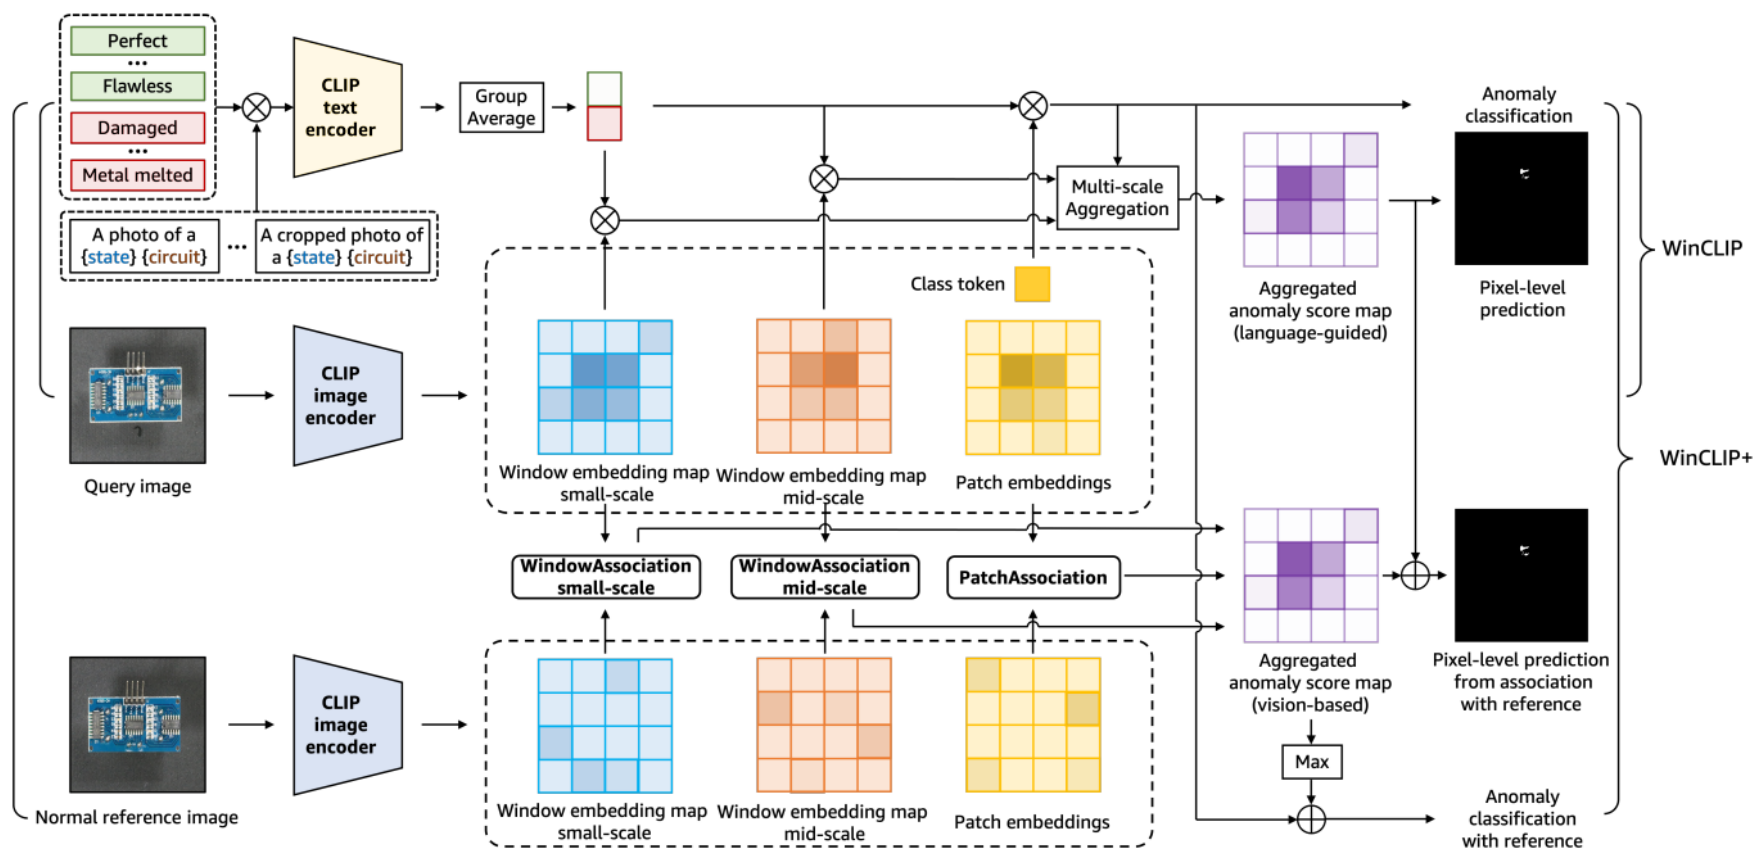 Perfect
...
Flawless
Damaged
...
Metal melted
A photo of a
{state} {circuit}
...
A cropped photo of
a {state} {circuit}
CLIP
text
encoder
Group
Average
Multi-scale
Aggregation
Anomaly
classification
Aggregated
anomaly score map
(language-guided)
Pixel-level
prediction
WinCLIP
Query image
CLIP
image
encoder
Class token
Window embedding map
small-scale
Window embedding map
mid-scale
Patch embeddings
WinCLIP+
WindowAssociation
small-scale
WindowAssociation
mid-scale
PatchAssociation
Aggregated
anomaly score map
(vision-based)
Pixel-level prediction
from association
with reference
Max
Normal reference image
CLIP
image
encoder
Window embedding map
small-scale
Window embedding map
mid-scale
Patch embeddings
Anomaly
classification
with reference